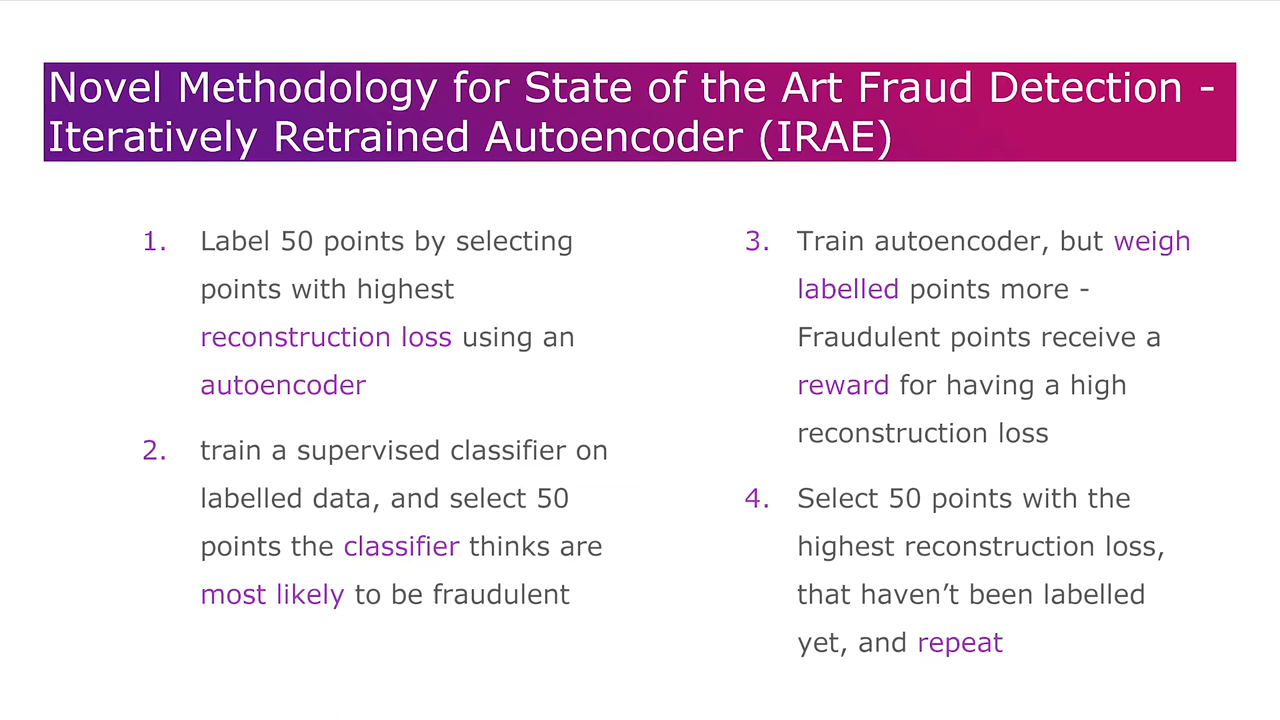 Novel Methodology for State of the Art Fraud Detection -
Iteratively Retrained Autoencoder (IRAE)
1. Label 50 points by selecting
points with highest
reconstruction loss using an
autoencoder
2. train a supervised classifier on
labelled data, and select 50
points the classifier thinks are
most likely to be fraudulent
3. Train autoencoder, but weigh
labelled points more -
Fraudulent points receive a
reward for having a high
reconstruction loss
4. Select 50 points with the
highest reconstruction loss,
that haven’t been labelled
yet, and repeat